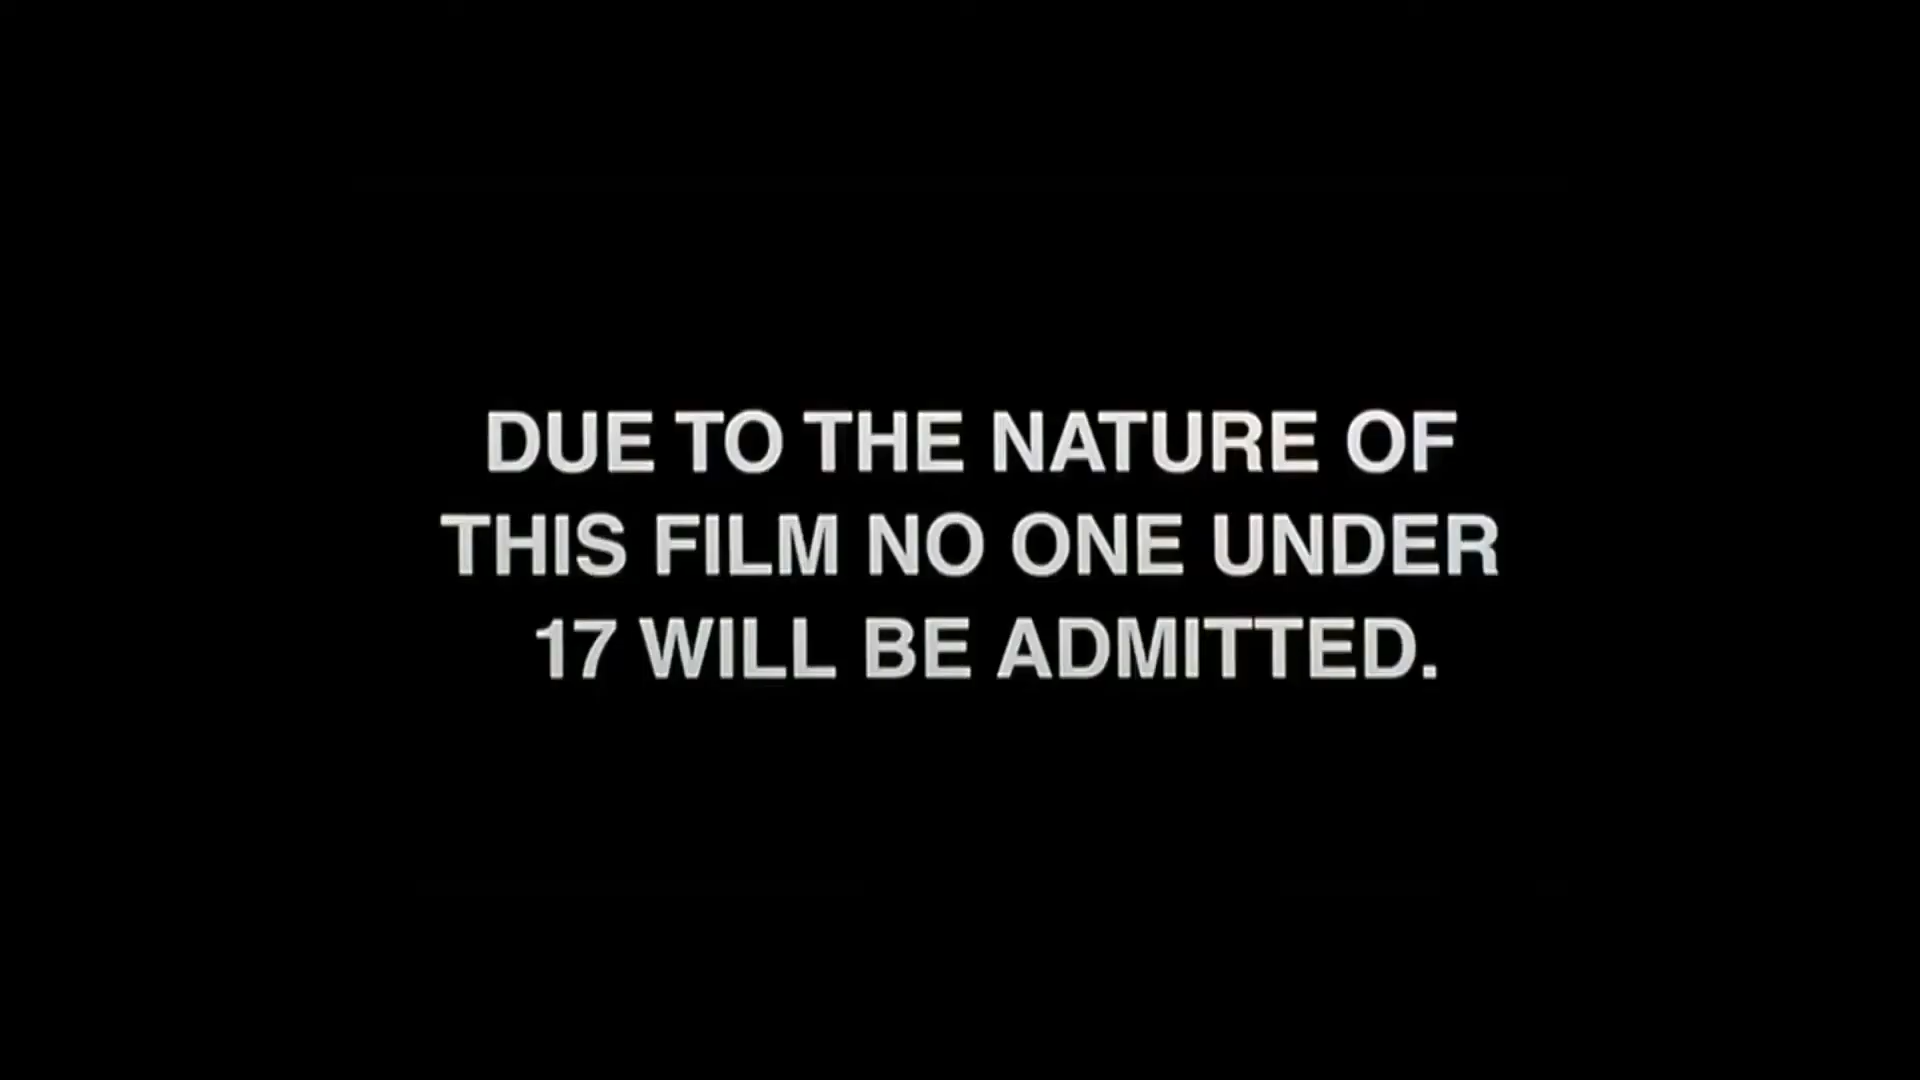 DUE TO THE NATURE OF
THIS FILM NO ONE UNDER
17 WILL BE ADMITTED.